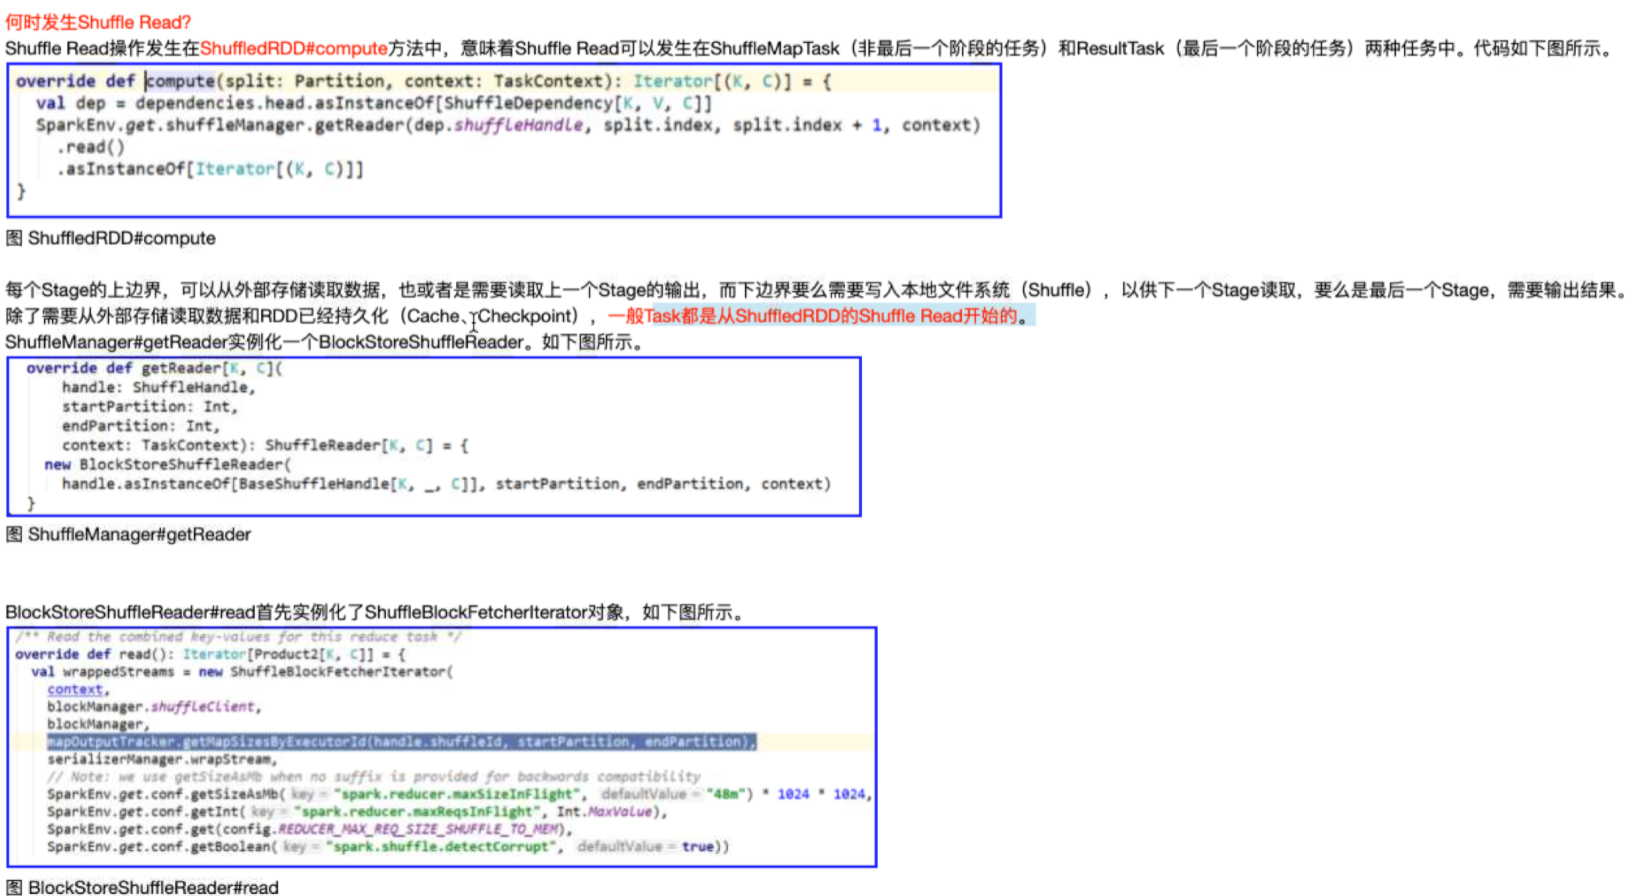 何时发生Shuffle Read?
Shuffle Read操作发生在ShuffledRDD#compute方法中，意味着Shuffle Read可以发生在ShuffleMapTask（非最后一个阶段的任务）和ResultTask（最后一个阶段的任务）两种任务中。代码如下图所示。
override def compute(split: Partition, context: TaskContext): Iterator[(K, C)] = {
val dep = dependencies.head.asInstanceOf[ShuffleDependency[K, V, C]]
SparkEnv.get.shuffleManager.getReader(dep.shuffleHandle, split.index, split.index + 1, context)
.read()
.asInstanceOf[Iterator[(K, C)]]
}
图 ShuffledRDD#compute
每个Stage的上边界，可以从外部存储读取数据，也或者是需要读取上一个Stage的输出，而下边界要么需要写入本地文件系统（Shuffle），以供下一个Stage读取，要么是最后一个Stage，需要输出结果。
除了需要从外部存储读取数据和RDD已经持久化（Cache、Checkpoint），一般Task都是从ShuffledRDD的Shuffle Read开始的。
ShuffleManager#getReader实例化一个BlockStoreShuffleReader。如下图所示。
override def getReader[K, C](
handle: ShuffleHandle,
startPartition: Int,
endPartition: Int,
context: TaskContext): ShuffleReader[K, C] = {
new BlockStoreShuffleReader(
handle.asInstanceOf[BaseShuffleHandle[K, _, C]], startPartition, endPartition, context)
}
图 ShuffleManager#getReader
BlockStoreShuffleReader#read首先实例化了ShuffleBlockFetcherIterator对象，如下图所示。
/** Read the combined key-values for this reduce task */
override def read(): Iterator[Product2[K, C]] = {
val wrappedStreams = new ShuffleBlockFetcherIterator(
context,
blockManager.shuffleClient,
blockManager,
mapOutputTracker.getMapSizesByExecutorId(handle.shuffleId, startPartition, endPartition),
serializerManager.wrapStream,
// Note: we use getSizeAsMb when no suffix is provided for backwards compatibility
SparkEnv.get.conf.getSizeAsMb( key = "spark.reducer.maxSizeInFlight", defaultValue = "48m") * 1024 * 1024,
SparkEnv.get.conf.getInt( key = "spark.reducer.maxReqsInFlight", Int.MaxValue),
SparkEnv.get.conf.get(config.REDUCER_MAX_REQ_SIZE_SHUFFLE_TO_MEM),
SparkEnv.get.conf.getBoolean( key = "spark.shuffle.detectCorrupt", defaultValue = true))
图 BlockStoreShuffleReader#read